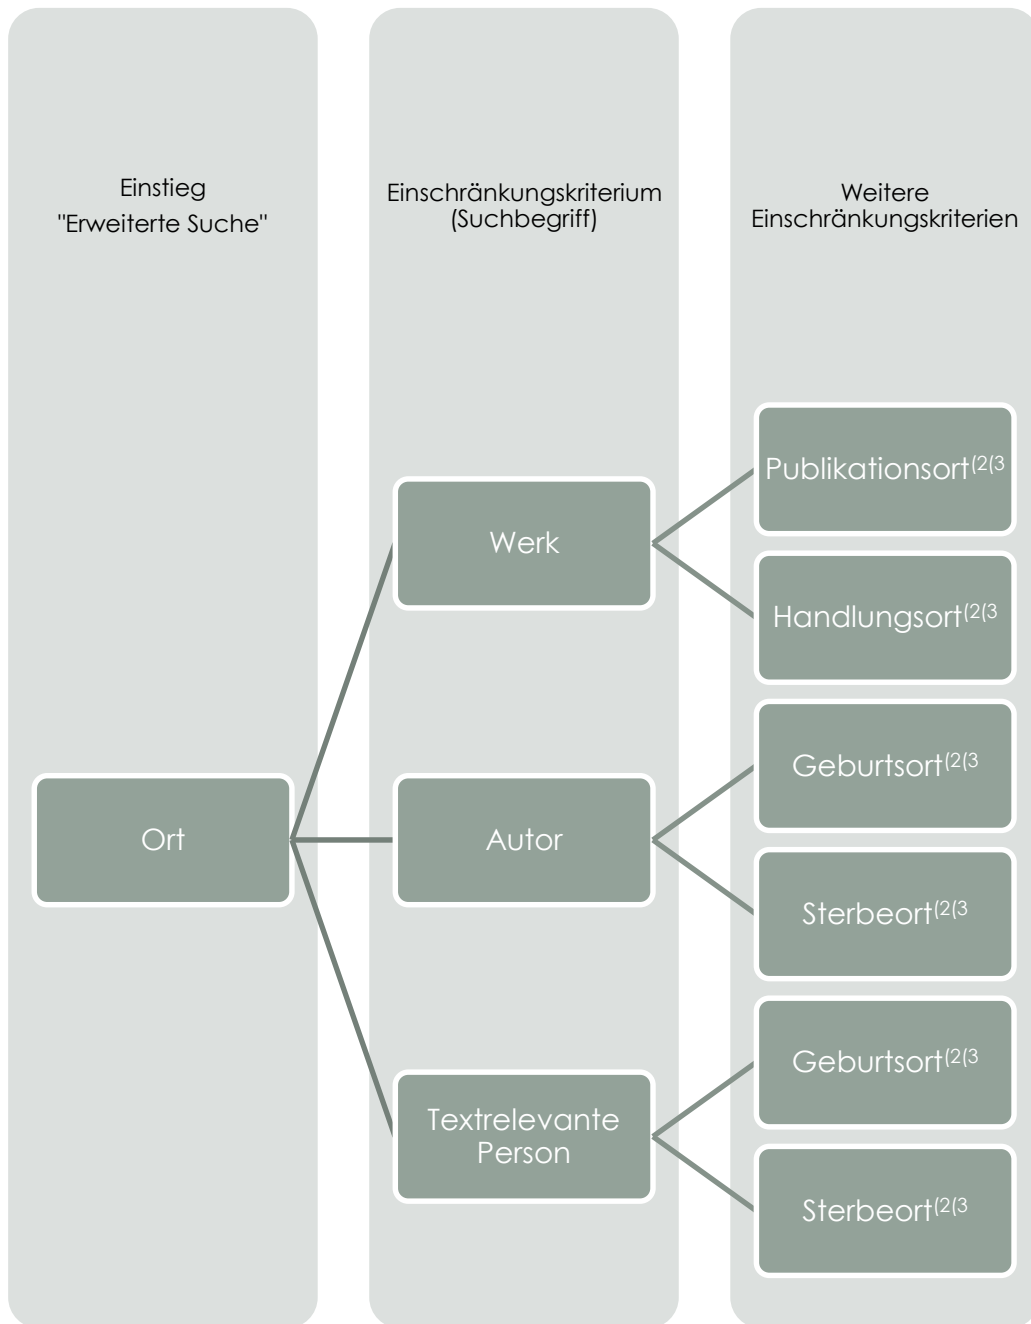 Einstieg
"Erweiterte Suche"
Einschränkungskriterium
(Suchbegriff)
Weitere
Einschränkungskriterien
Ort
Werk
Autor
Textrelevante
Person
Publikationsort(2(3
Handlungsort(2(3
Geburtsort(2(3
Sterbeort(2(3
Geburtsort(2(3
Sterbeort(2(3